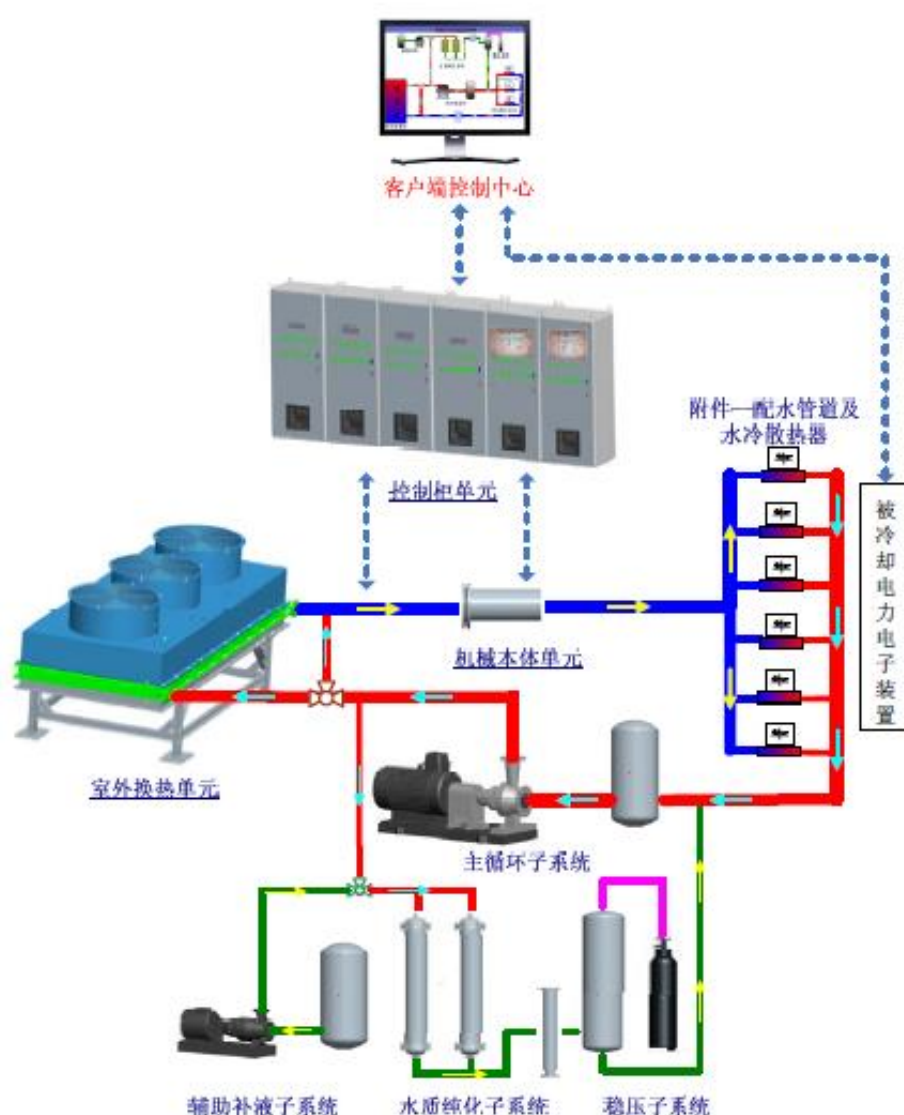 客户端控制中心
附件—配水管道及
水冷散热器
控制柜单元
被冷却电力电子装置
机械本体单元
室外换热单元
主循环子系统
辅助补液子系统
水质纯化子系统
稳压子系统